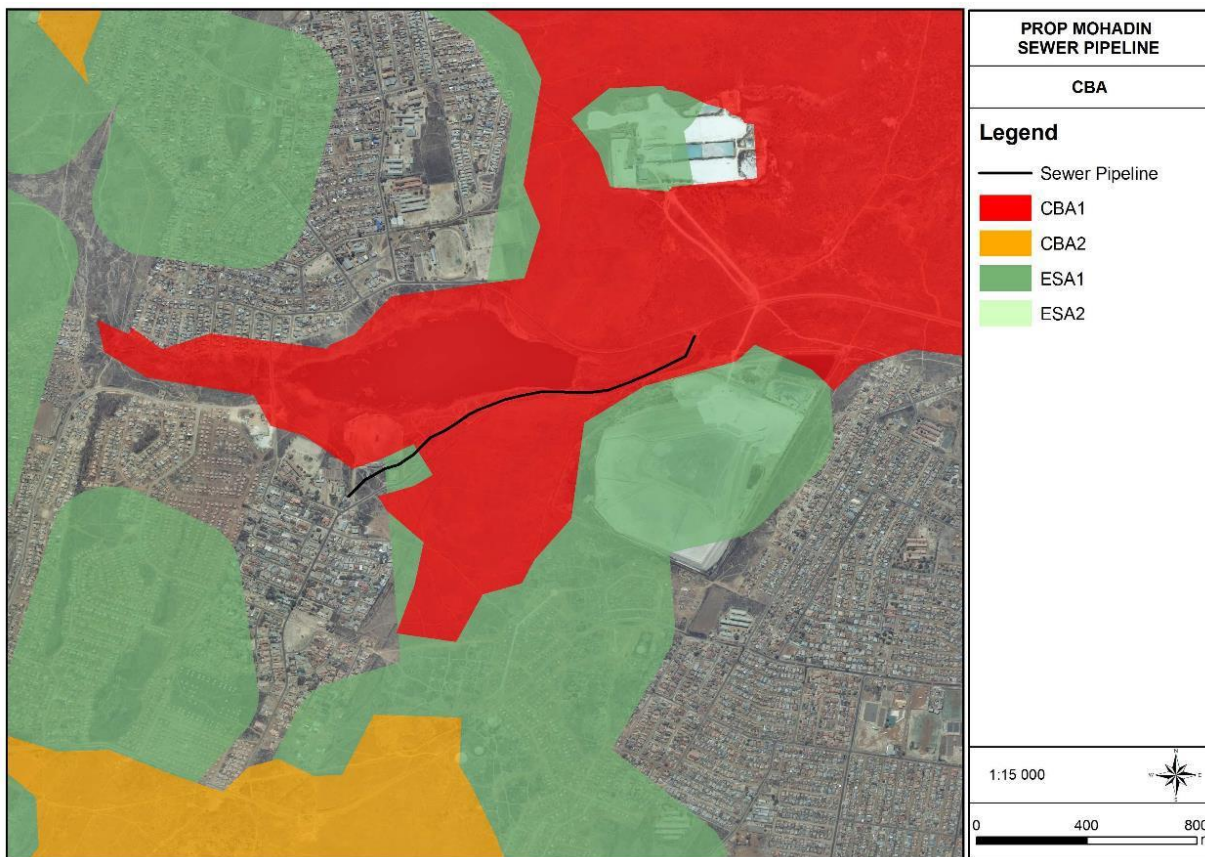 PROP MOHADIN
SEWER PIPELINE
CBA
Legend
Sewer Pipeline
CBA1
CBA2
ESA1
ESA2
1:15 000
N
W E
S
0 400 800